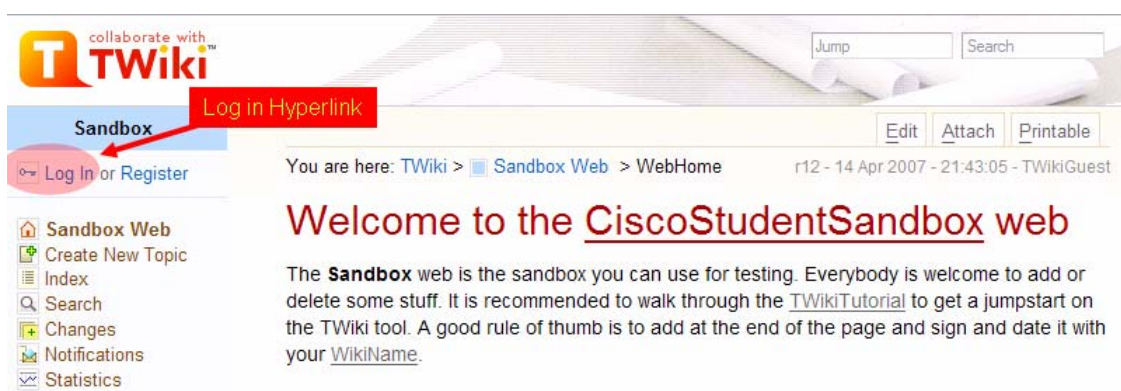 collaborate with
TWiki™
Jump
Search
Log in Hyperlink
Sandbox
Edit Attach Printable
Log In or Register
You are here: TWiki > Sandbox Web > WebHome
r12 - 14 Apr 2007 - 21:43:05 - TWikiGuest
Sandbox Web
Create New Topic
Index
Search
Changes
Notifications
Statistics
Welcome to the CiscoStudentSandbox web
The Sandbox web is the sandbox you can use for testing. Everybody is welcome to add or
delete some stuff. It is recommended to walk through the TWikiTutorial to get a jumpstart on
the TWiki tool. A good rule of thumb is to add at the end of the page and sign and date it with
your WikiName.